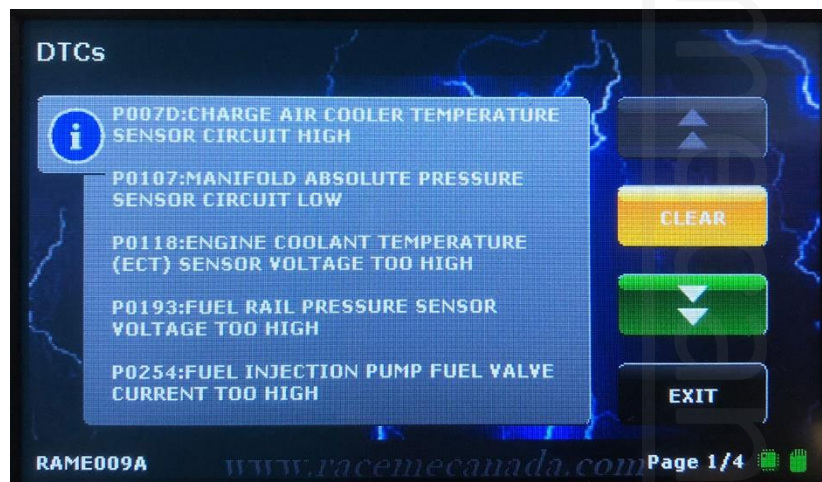 DTCs
P007D:CHARGE AIR COOLER TEMPERATURE
SENSOR CIRCUIT HIGH
P0107:MANIFOLD ABSOLUTE PRESSURE
SENSOR CIRCUIT LOW
P0118:ENGINE COOLANT TEMPERATURE
(ECT) SENSOR VOLTAGE TOO HIGH
P0193:FUEL RAIL PRESSURE SENSOR
VOLTAGE TOO HIGH
P0254:FUEL INJECTION PUMP FUEL VALVE
CURRENT TOO HIGH
CLEAR
EXIT
RAME009A
www.racemecanada.com
Page 1/4